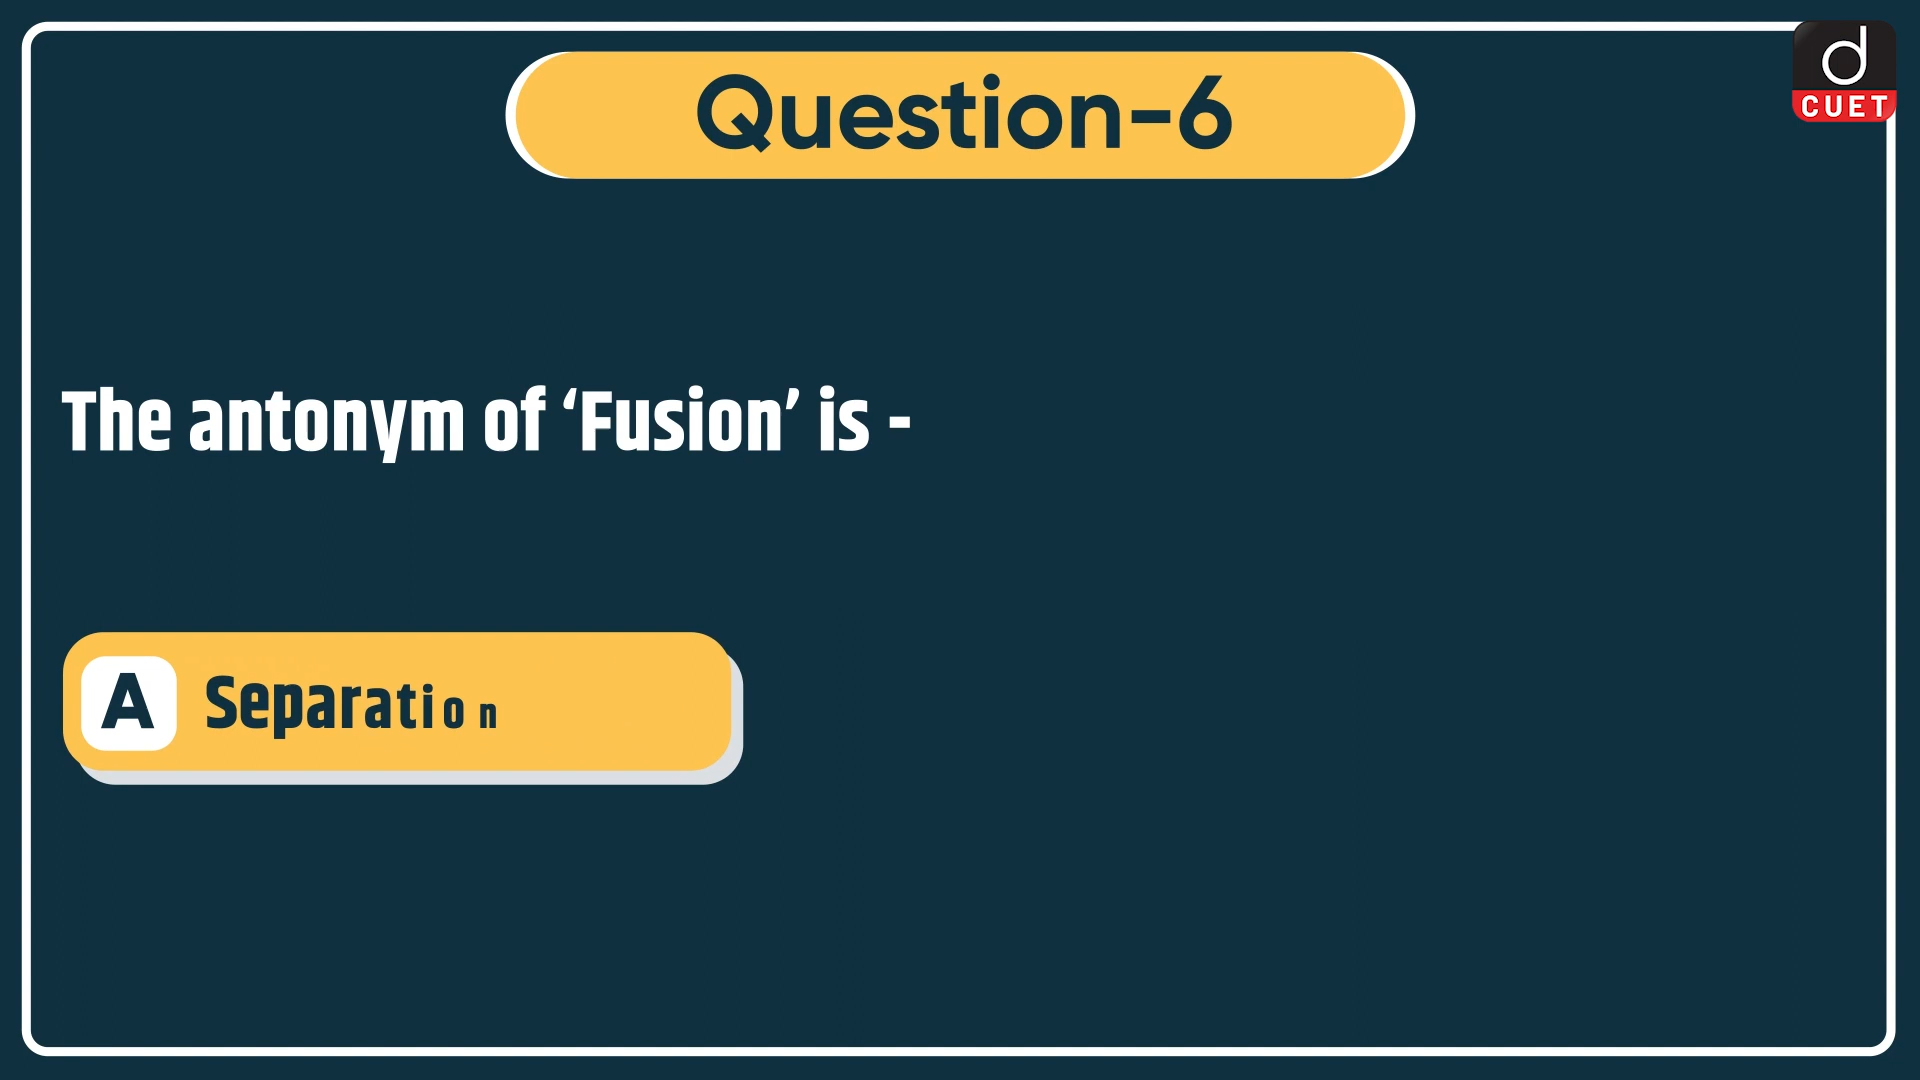 Question-6
d
CUET
The antonym of ‘Fusion’ is -
A Separation